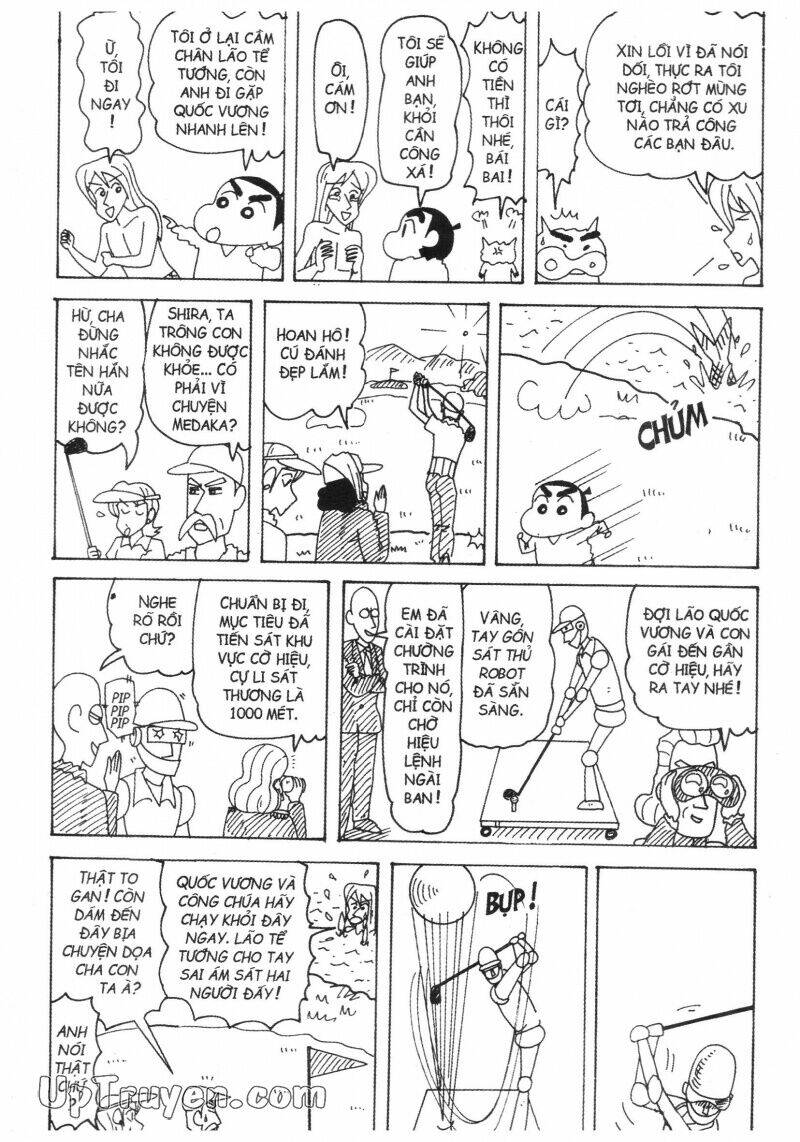 XIN LỖI VÌ ĐÃ NÓI
DỐI, THỰC RA TÔI
NGHÈO RỚT MÙNG
TƠI, CHẲNG CÓ XU
NÀO TRẢ CÔNG
CÁC BẠN ĐÂU.
CÁI
GÌ?
KHÔNG
CÓ
TIỀN
THÌ
THÔI
NHÉ,
BÁI
BAI!
TÔI SẼ
GIÚP
ANH
BẠN,
KHỎI
CẦN
CÔNG
XÁ!
ÔI,
CÁM
ƠN!
TÔI Ở LẠI CẦM
CHÂN LÃO TỂ
TƯỚNG, CÒN
ANH ĐI GẶP
QUỐC VƯƠNG
NHANH LÊN!
Ừ,
TÔI
ĐI
NGAY
!
CHỦM
HOAN HÔ!
CÚ ĐÁNH
ĐẸP LẮM!
SHIRA, TA
TRÔNG CON
KHÔNG ĐƯỢC
KHỎE... CÓ
PHẢI VÌ
CHUYỆN
MEDAKA?
HỪ, CHA
ĐỪNG
NHẮC
TÊN HẮN
NỮA
ĐƯỢC
KHÔNG?
ĐỢI LÃO QUỐC
VƯƠNG VÀ CON
GÁI ĐẾN GẦN
CỜ HIỆU, HÃY
RA TAY NHÉ!
VÂNG,
TAY GÔN
SÁT THỦ
ROBOT
ĐÃ SẴN
SÀNG.
EM ĐÃ
CÀI ĐẶT
CHƯƠNG
TRÌNH
CHO NÓ,
CHỈ CÒN
CHỜ
HIỆU
LỆNH
NGÀI
BAN!
CHUẨN BỊ ĐI,
MỤC TIÊU ĐÃ
TIẾN SÁT KHU
VỰC CỜ HIỆU,
CỰ LI SÁT
THƯƠNG LÀ
1000 MÉT.
NGHE
RÕ RỒI
CHỨ?
PIP
PIP
PIP
BỤP!
QUỐC VƯƠNG VÀ
CÔNG CHÚA HÃY
CHẠY KHỎI ĐÂY
NGAY. LÃO TỂ
TƯỚNG CHO TAY
SAI ÁM SÁT HAI
NGƯỜI ĐẤY!
THẬT TO
GAN! CÒN
DÁM ĐẾN
ĐÂY BỊA
CHUYỆN DỌA
CHA CON
TA À?
ANH
NÓI
THẬT
CHỨ
?
UpTruyen.com